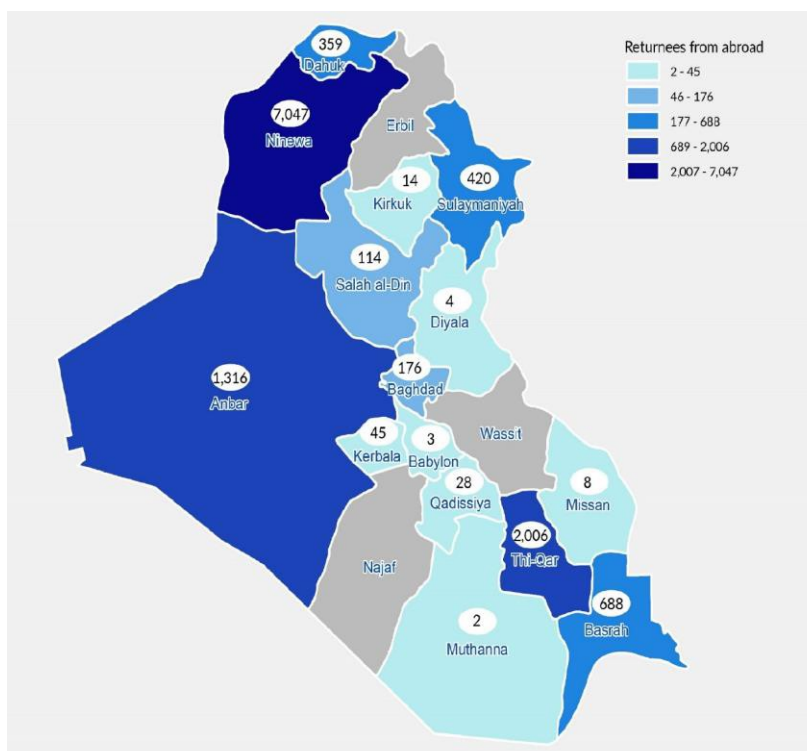 Returnees from abroad
2 - 45
46 - 176
177 - 688
689 - 2,006
2,007 - 7,047
359
Dahuk
7,047
Ninewa
Erbil
14
Kirkuk
420
Sulaymaniyah
114
Salah al-Din
4
Diyala
1,316
Anbar
176
Baghdad
45
Kerbala
3
Babylon
Wassit
28
Qadissiya
8
Missan
Najaf
2,006
Thi-Qar
688
Basrah
2
Muthanna